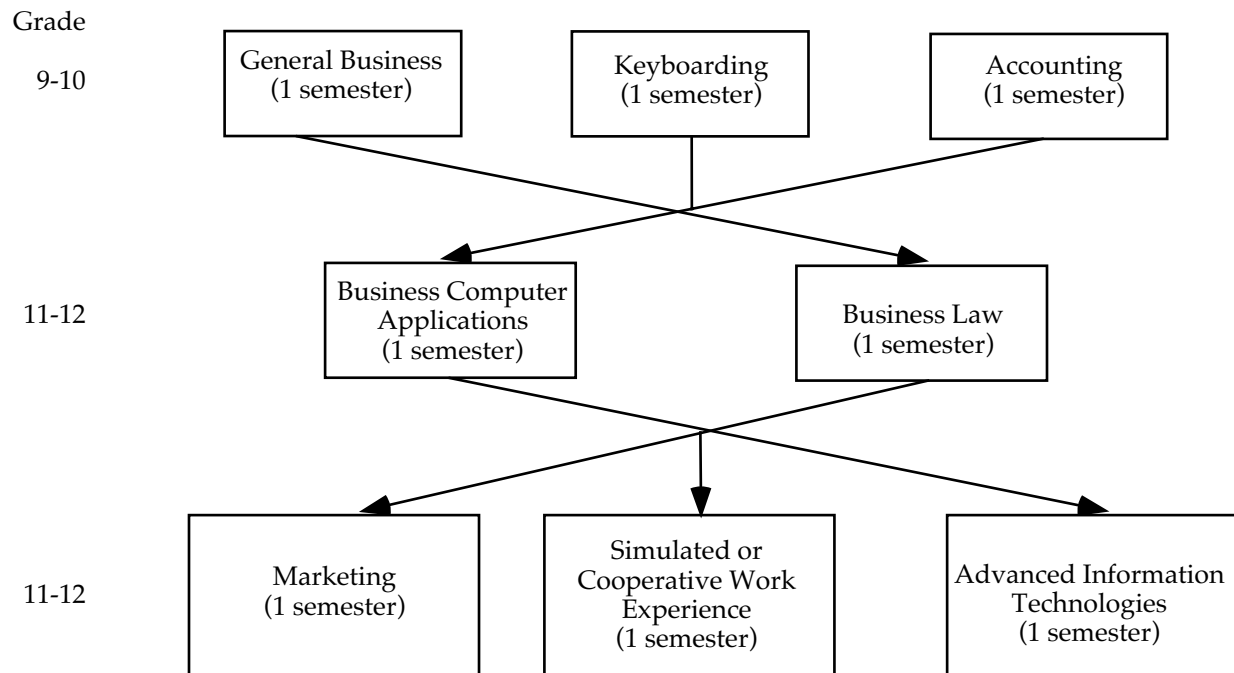 Grade
9-10
General Business
(1 semester)
Keyboarding
(1 semester)
Accounting
(1 semester)
11-12
Business Computer
Applications
(1 semester)
Business Law
(1 semester)
11-12
Marketing
(1 semester)
Simulated or
Cooperative Work
Experience
(1 semester)
Advanced Information
Technologies
(1 semester)